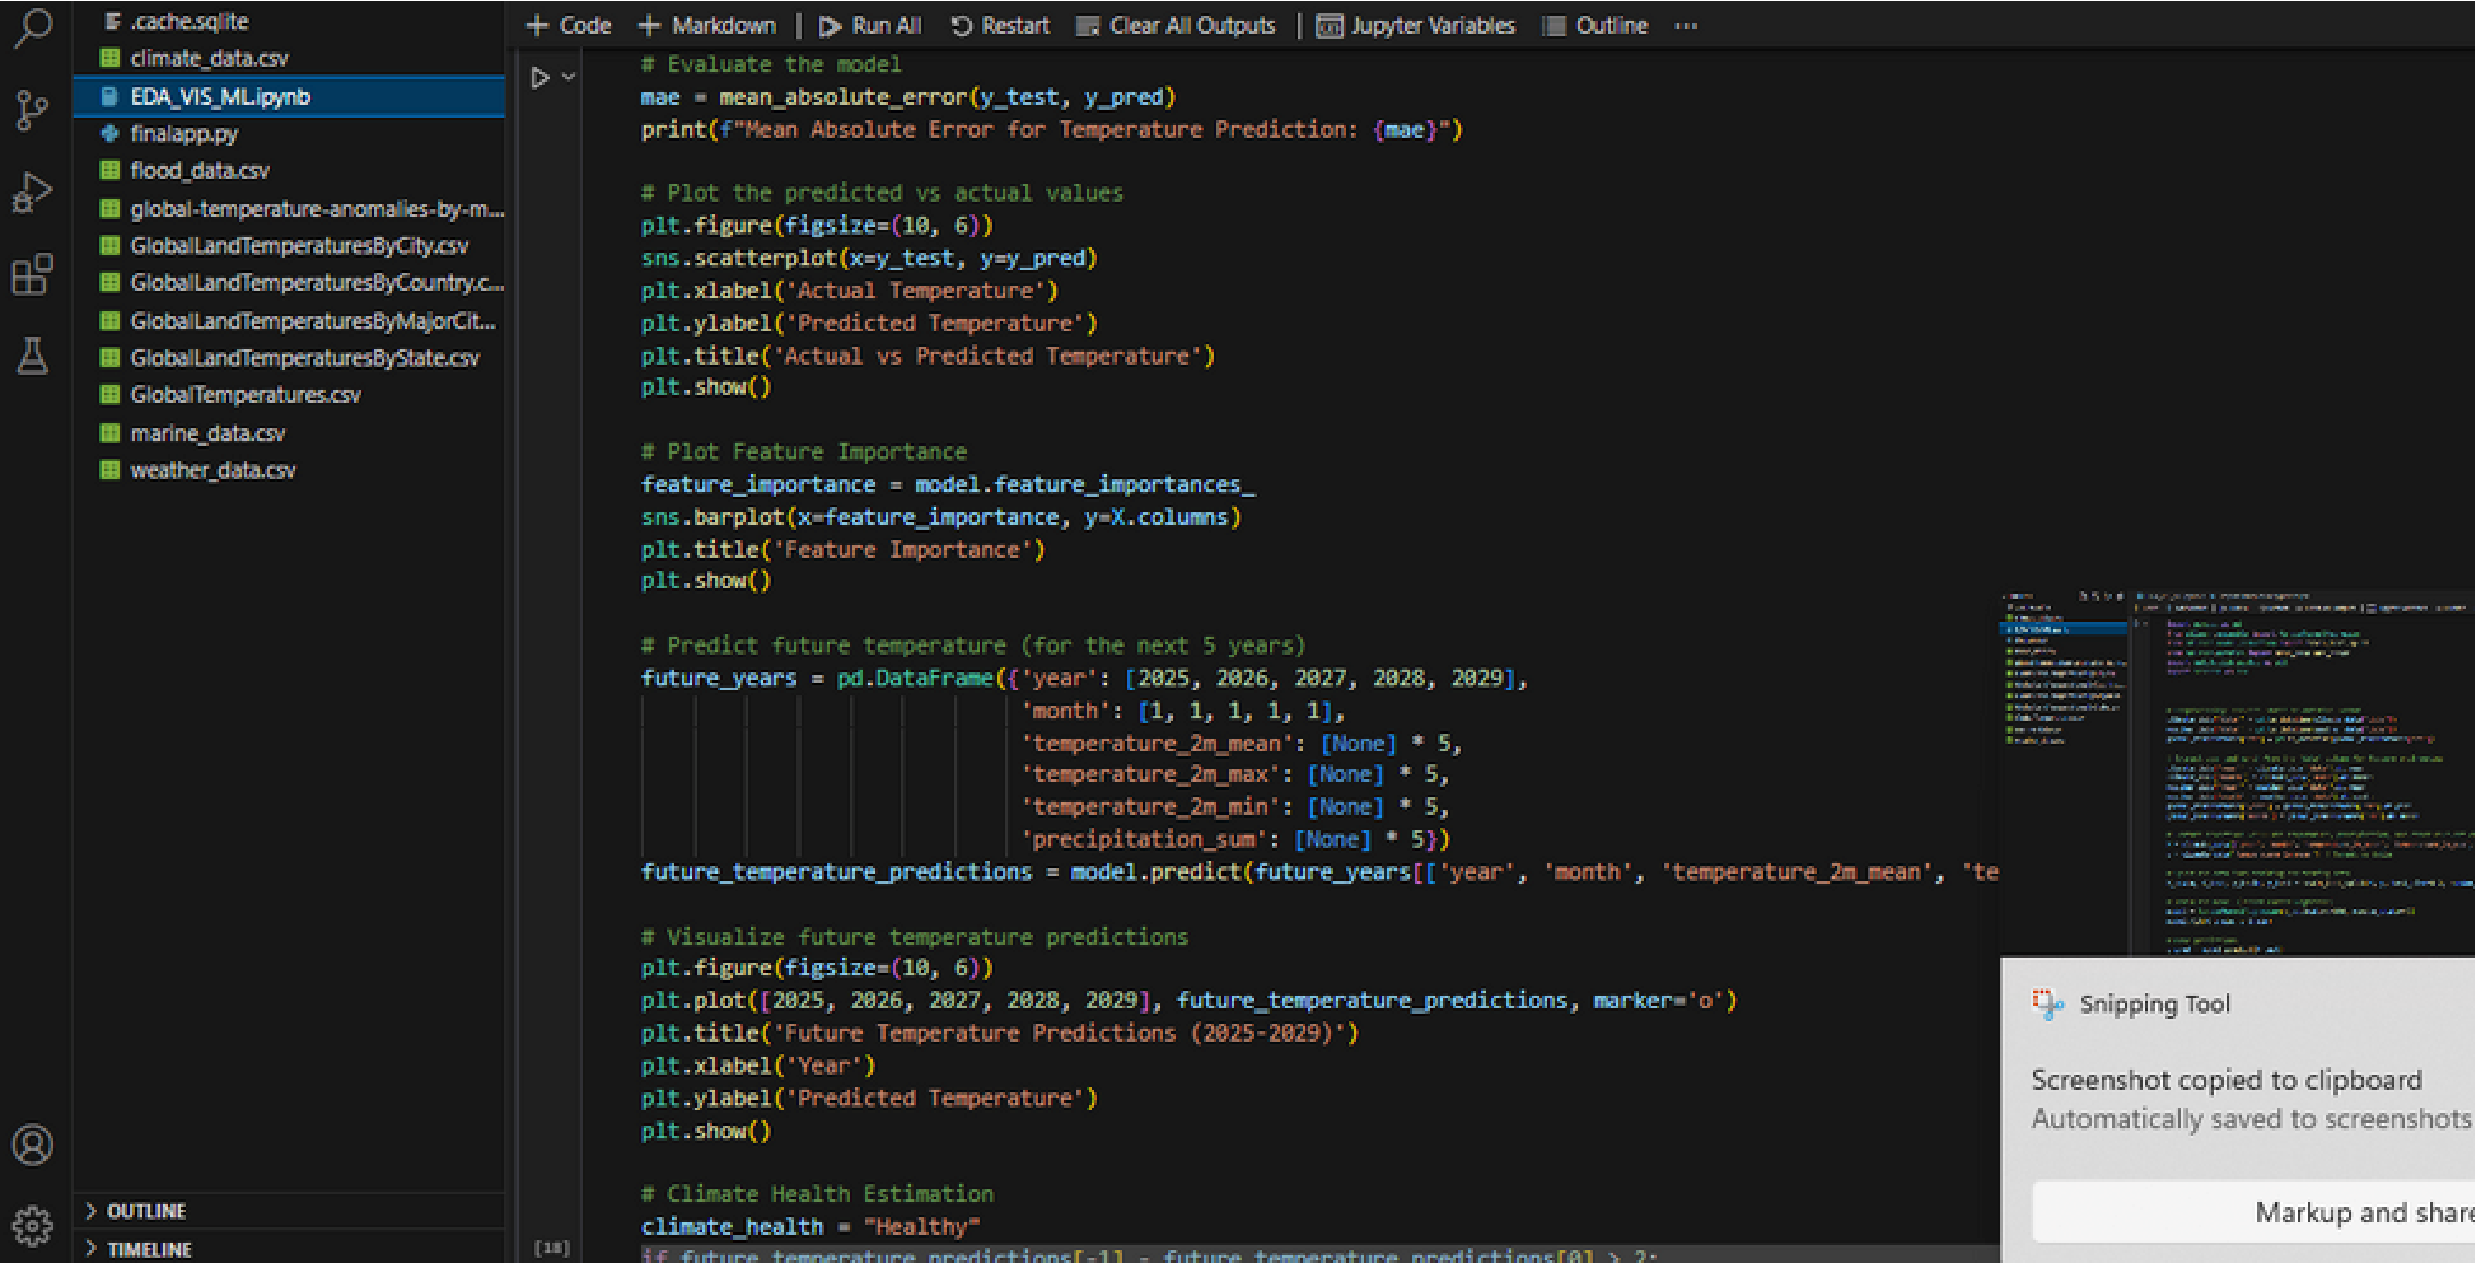 .cache.sqlite
climate_data.csv
EDA_VIS_ML.ipynb
finalapp.py
flood_data.csv
global-temperature-anomalies-by-m...
GlobalLandTemperaturesByCity.csv
GlobalLandTemperaturesByCountry.c...
GlobalLandTemperaturesByMajorCit...
GlobalLandTemperaturesByState.csv
GlobalTemperatures.csv
marine_data.csv
weather_data.csv
OUTLINE
TIMELINE
+ Code + Markdown | Run All Restart Clear All Outputs | Jupyter Variables Outline ...
# Evaluate the model
mae = mean_absolute_error(y_test, y_pred)
print(f"Mean Absolute Error for Temperature Prediction: {mae}")
# Plot the predicted vs actual values
plt.figure(figsize=(10, 6))
sns.scatterplot(x=y_test, y=y_pred)
plt.xlabel('Actual Temperature')
plt.ylabel('Predicted Temperature')
plt.title('Actual vs Predicted Temperature')
plt.show()
# Plot Feature Importance
feature_importance = model.feature_importances_
sns.barplot(x=feature_importance, y=X.columns)
plt.title('Feature Importance')
plt.show()
# Predict future temperature (for the next 5 years)
future_years = pd.DataFrame({'year': [2025, 2026, 2027, 2028, 2029],
'month': [1, 1, 1, 1, 1],
'temperature_2m_mean': [None] * 5,
'temperature_2m_max': [None] * 5,
'temperature_2m_min': [None] * 5,
'precipitation_sum': [None] * 5})
future_temperature_predictions = model.predict(future_years[['year', 'month', 'temperature_2m_mean', 'te
# Visualize future temperature predictions
plt.figure(figsize=(10, 6))
plt.plot([2025, 2026, 2027, 2028, 2029], future_temperature_predictions, marker='o')
plt.title('Future Temperature Predictions (2025-2029)')
plt.xlabel('Year')
plt.ylabel('Predicted Temperature')
plt.show()
# Climate Health Estimation
climate_health = "Healthy"
if future_temperature_predictions[-1] - future_temperature_predictions[0] > 2:
[18]
Snipping Tool
Screenshot copied to clipboard
Automatically saved to screenshots
Markup and share